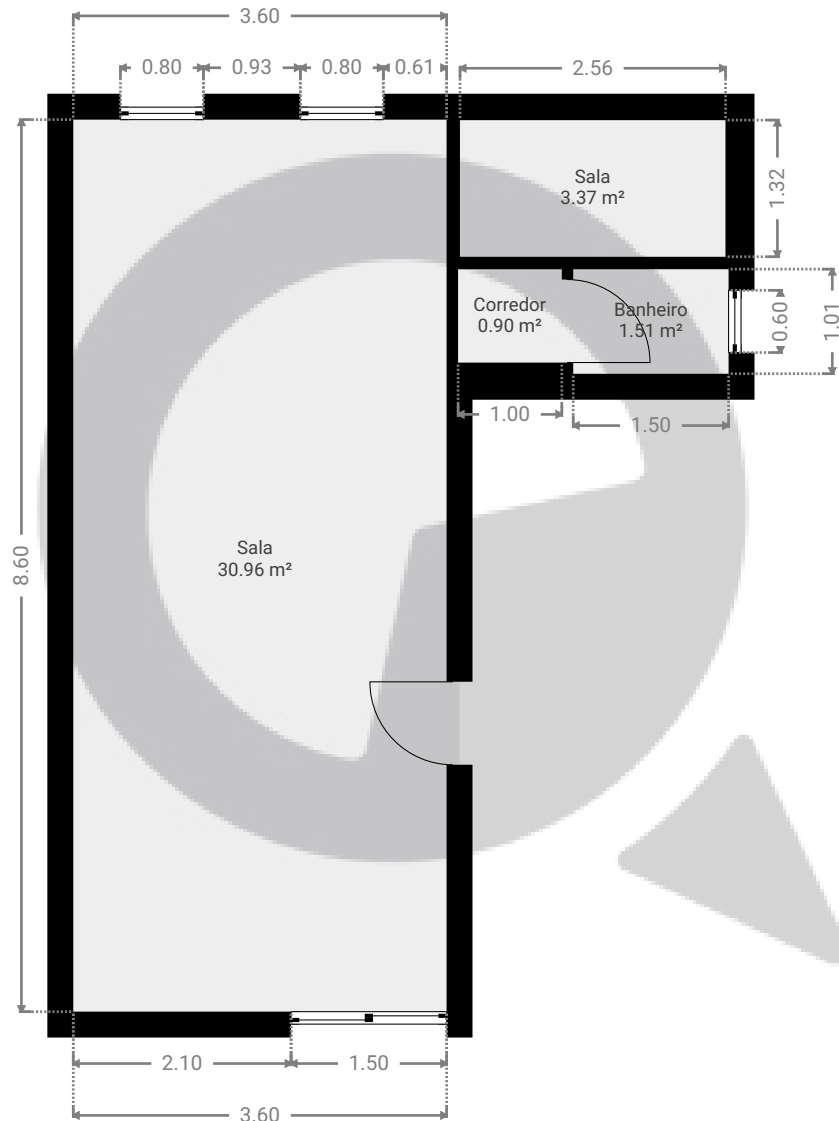 3.60
0.80
0.93
0.80
0.61
2.56
Sala
3.37 m²
1.32
Corredor
0.90 m²
Banheiro
1.51 m²
0.60
1.01
1.00
1.50
8.60
Sala
30.96 m²
2.10
1.50
3.60